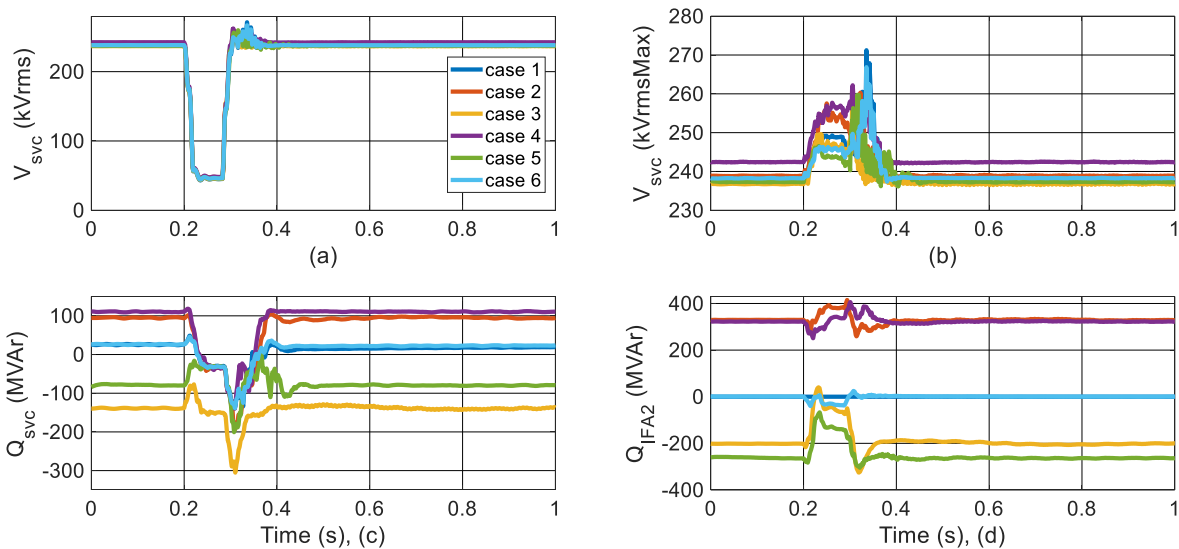 V_svc (kVrms)
200
100
0
0 0.2 0.4 0.6 0.8 1
(a)
case 1
case 2
case 3
case 4
case 5
case 6
V_svc (kVrmsMax)
280
270
260
250
240
230
0 0.2 0.4 0.6 0.8 1
(b)
Q_svc (MVAr)
100
0
-100
-200
-300
0 0.2 0.4 0.6 0.8 1
Time (s), (c)
Q_IFA2 (MVAr)
400
200
0
-200
-400
0 0.2 0.4 0.6 0.8 1
Time (s), (d)